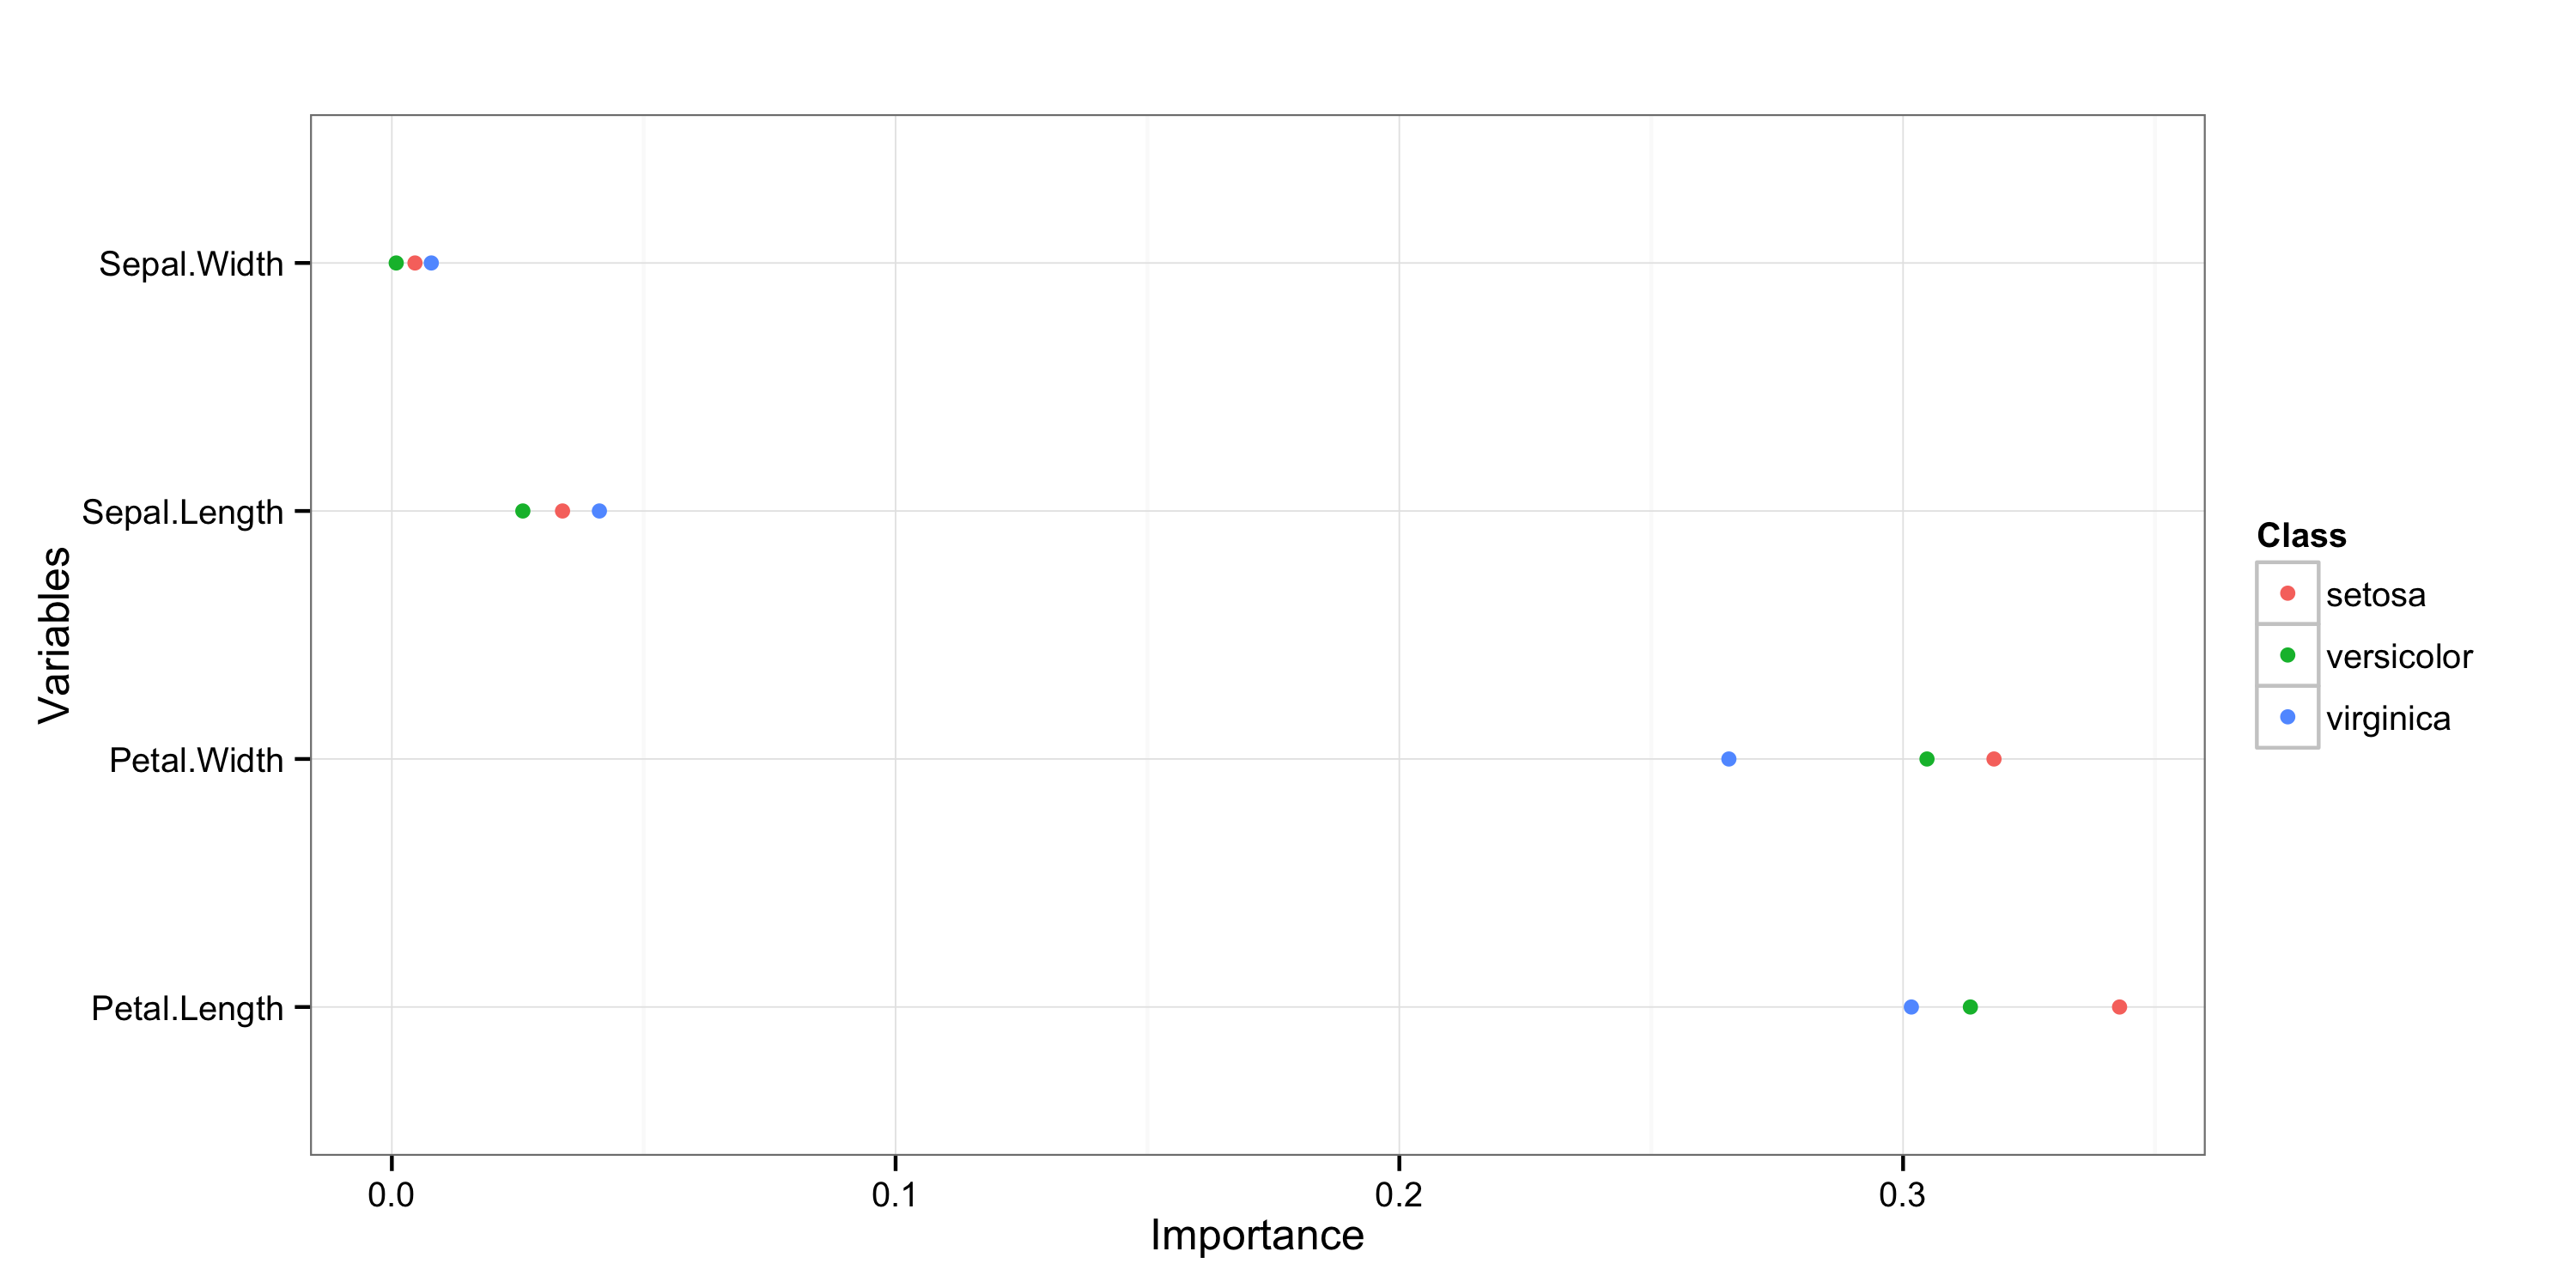 Sepal.Width
Sepal.Length
Petal.Width
Petal.Length
Variables
0.0
0.1
0.2
0.3
Importance
Class
setosa
versicolor
virginica